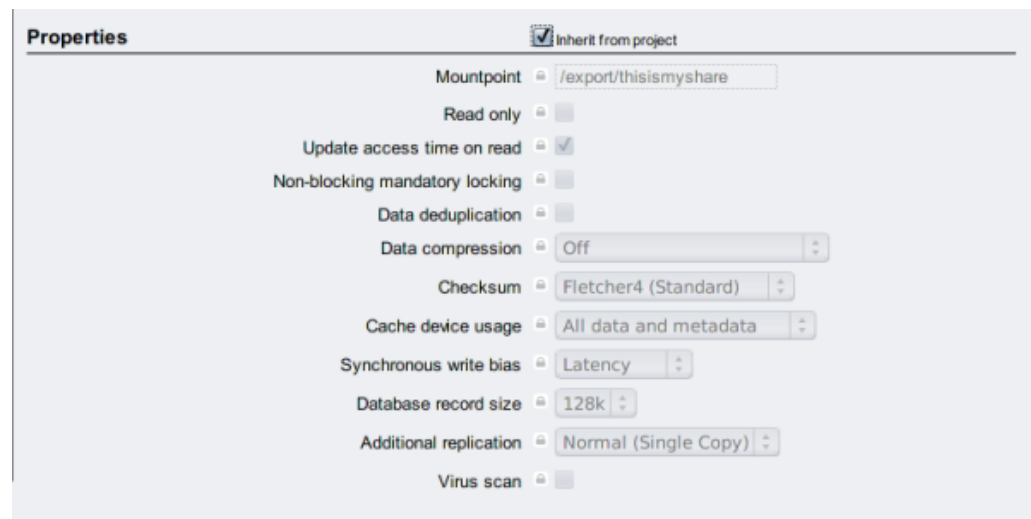 Properties Inherit from project
Mountpoint /export/thisismyshare
Read only
Update access time on read
Non-blocking mandatory locking
Data deduplication
Data compression Off
Checksum Fletcher4 (Standard)
Cache device usage All data and metadata
Synchronous write bias Latency
Database record size 128k
Additional replication Normal (Single Copy)
Virus scan